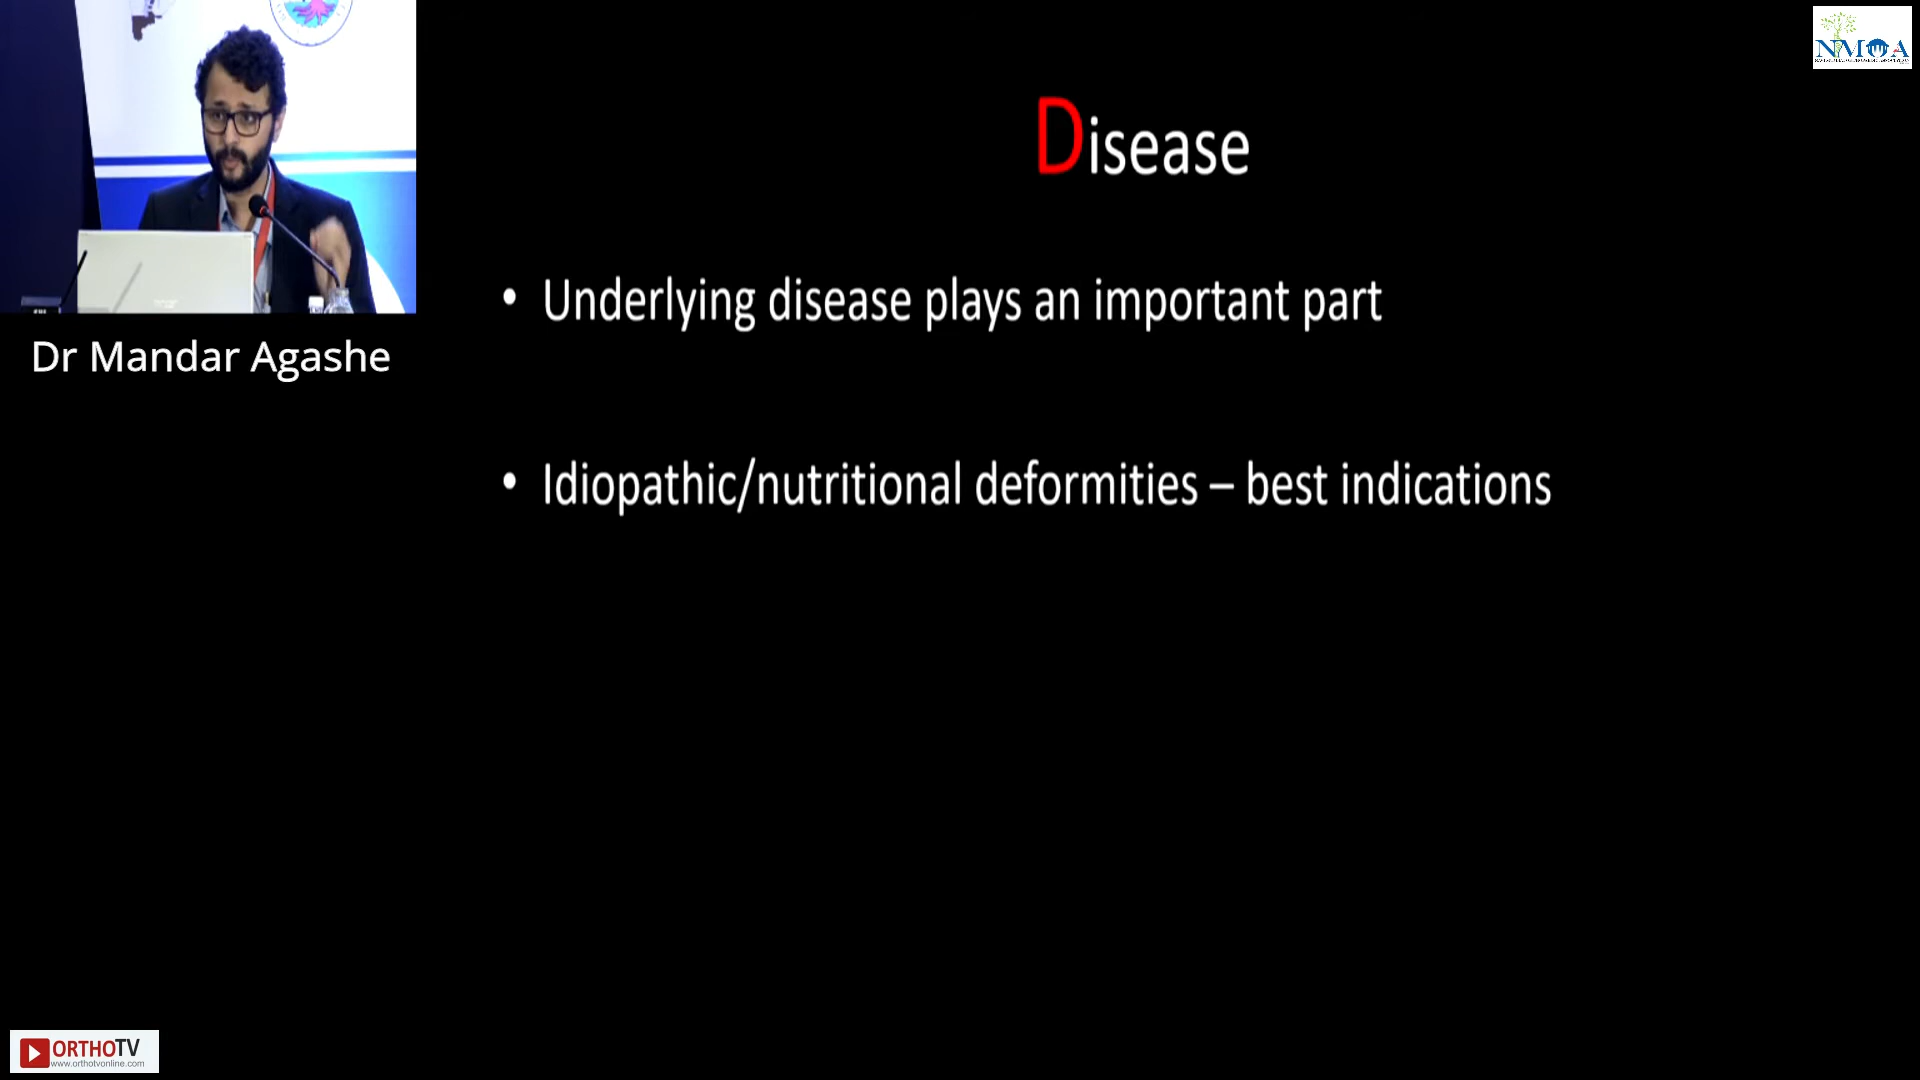 Disease
• Underlying disease plays an important part
• Idiopathic/nutritional deformities – best indications
Dr Mandar Agashe
NMOA
ORTHOTV
www.orthotvonline.com